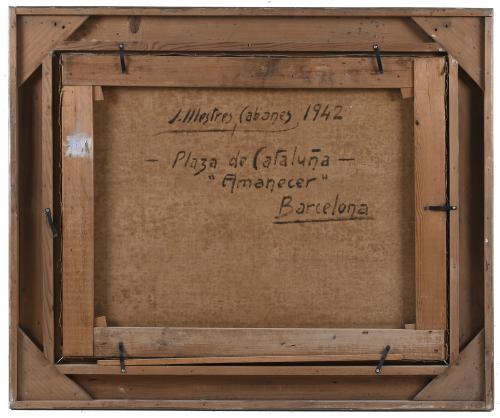 J. Mestres Cabanes 1942
— Plaza de Cataluña —
"Amanecer"
Barcelona